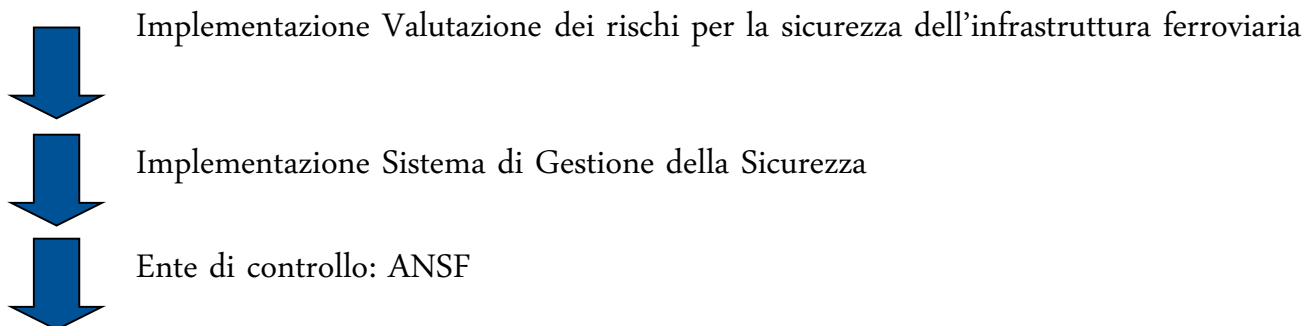 Implementazione Valutazione dei rischi per la sicurezza dell’infrastruttura ferroviaria
Implementazione Sistema di Gestione della Sicurezza
Ente di controllo: ANSF